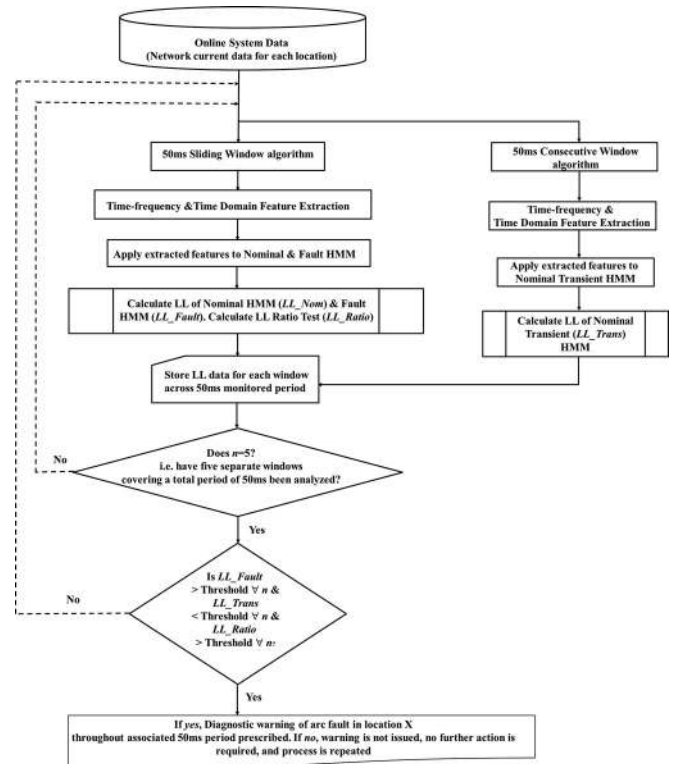 Online System Data
(Network current data for each location)
50ms Sliding Window algorithm
50ms Consecutive Window
algorithm
Time-frequency &Time Domain Feature Extraction
Time-frequency &
Time Domain Feature Extraction
Apply extracted features to Nominal & Fault HMM
Apply extracted features to
Nominal Transient HMM
Calculate LL of Nominal HMM (LL_Nom) & Fault
HMM (LL_Fault). Calculate LL Ratio Test (LL_Ratio)
Calculate LL of Nominal
Transient (LL_Trans)
HMM
Store LL data for each window
across 50ms monitored period
Does n=5?
i.e. have five separate windows
covering a total period of 50ms been analyzed?
No
Yes
Is LL_Fault
> Threshold ∀ n &
LL_Trans
< Threshold ∀ n &
LL_Ratio
> Threshold ∀ n?
No
Yes
If yes, Diagnostic warning of arc fault in location X
throughout associated 50ms period prescribed. If no, warning is not issued, no further action is
required, and process is repeated